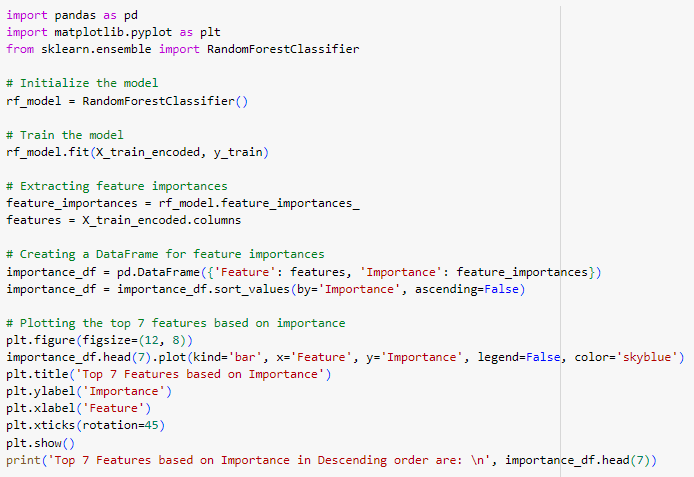 import pandas as pd
import matplotlib.pyplot as plt
from sklearn.ensemble import RandomForestClassifier
# Initialize the model
rf_model = RandomForestClassifier()
# Train the model
rf_model.fit(X_train_encoded, y_train)
# Extracting feature importances
feature_importances = rf_model.feature_importances_
features = X_train_encoded.columns
# Creating a DataFrame for feature importances
importance_df = pd.DataFrame({'Feature': features, 'Importance': feature_importances})
importance_df = importance_df.sort_values(by='Importance', ascending=False)
# Plotting the top 7 features based on importance
plt.figure(figsize=(12, 8))
importance_df.head(7).plot(kind='bar', x='Feature', y='Importance', legend=False, color='skyblue')
plt.title('Top 7 Features based on Importance')
plt.ylabel('Importance')
plt.xlabel('Feature')
plt.xticks(rotation=45)
plt.show()
print('Top 7 Features based on Importance in Descending order are: \n', importance_df.head(7))